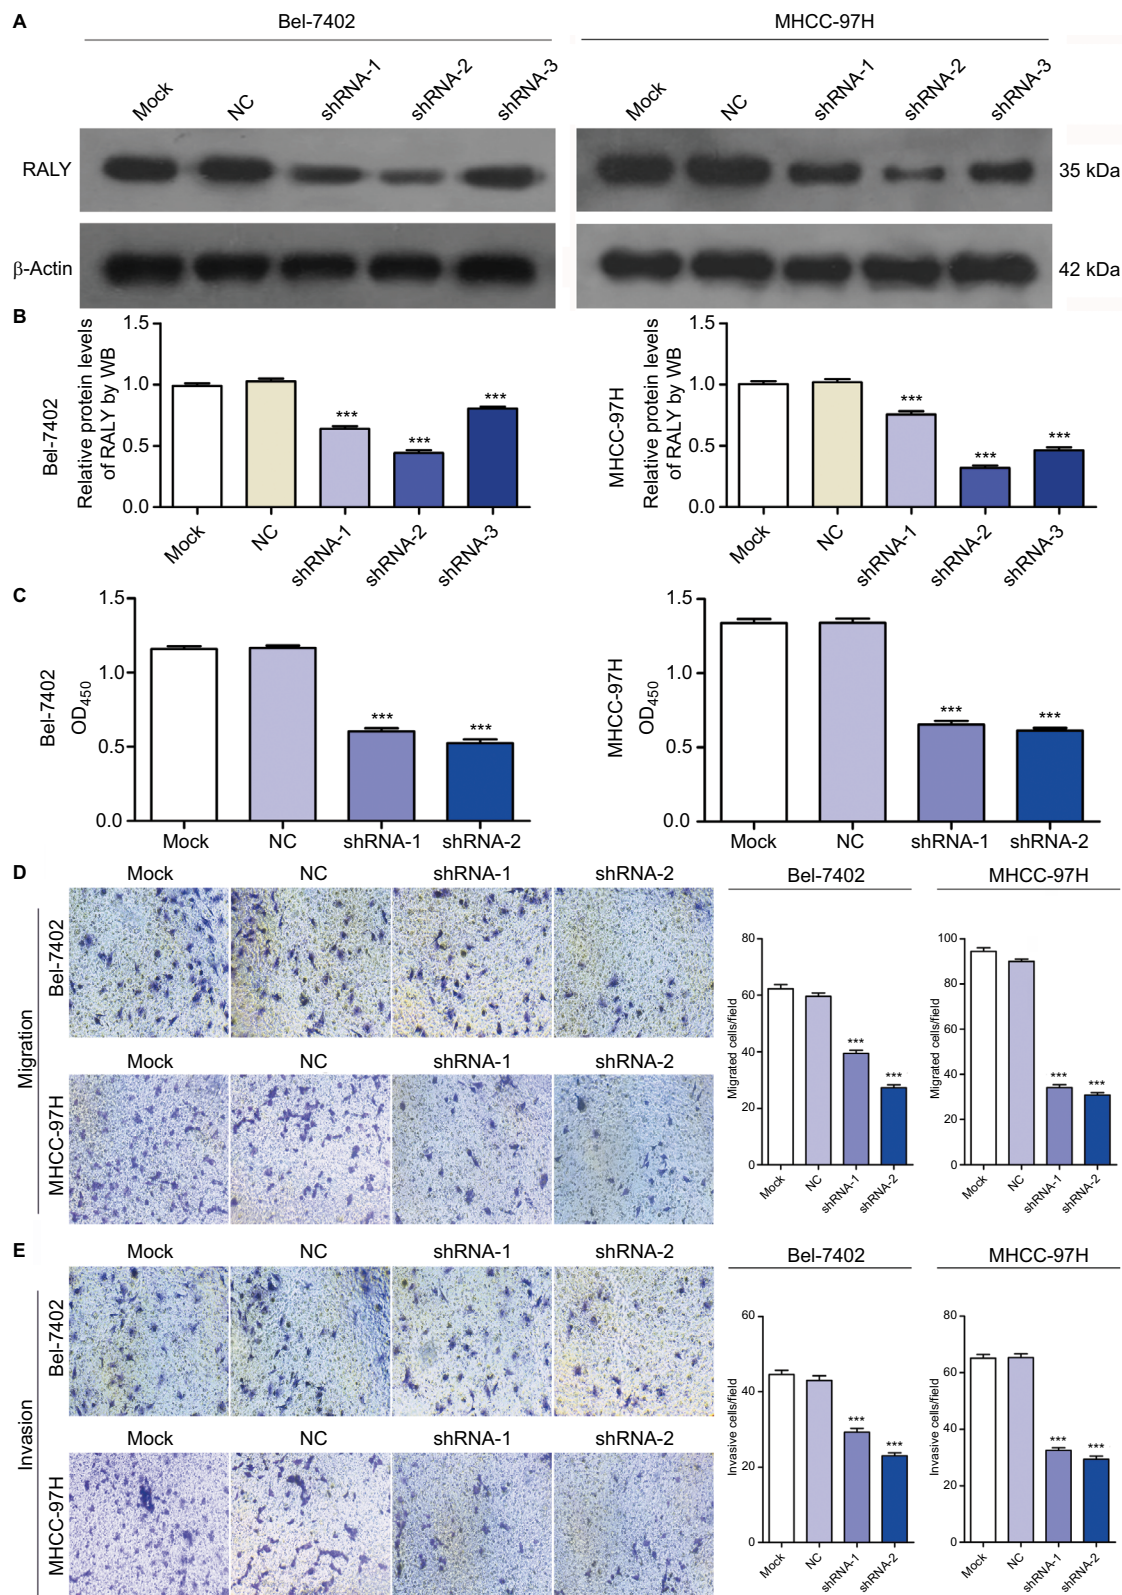 A
Bel-7402
MHCC-97H
Mock
NC
shRNA-1
shRNA-2
shRNA-3
Mock
NC
shRNA-1
shRNA-2
shRNA-3
RALY
35 kDa
β-Actin
42 kDa
B
Bel-7402
Relative protein levels
of RALY by WB
1.5
1.0
0.5
0.0
***
***
***
Mock
NC
shRNA-1
shRNA-2
shRNA-3
MHCC-97H
Relative protein levels
of RALY by WB
1.5
1.0
0.5
0.0
***
***
***
Mock
NC
shRNA-1
shRNA-2
shRNA-3
C
Bel-7402
OD450
1.5
1.0
0.5
0.0
***
***
Mock
NC
shRNA-1
shRNA-2
MHCC-97H
OD450
1.5
1.0
0.5
0.0
***
***
Mock
NC
shRNA-1
shRNA-2
D
Migration
Mock
NC
shRNA-1
shRNA-2
Bel-7402
Mock
NC
shRNA-1
shRNA-2
MHCC-97H
Bel-7402
Migrated cells/field
80
60
40
20
0
***
***
Mock
NC
shRNA-1
shRNA-2
MHCC-97H
Migrated cells/field
100
80
60
40
20
0
***
***
Mock
NC
shRNA-1
shRNA-2
E
Invasion
Mock
NC
shRNA-1
shRNA-2
Bel-7402
Mock
NC
shRNA-1
shRNA-2
MHCC-97H
Bel-7402
Invasive cells/field
60
40
20
0
***
***
Mock
NC
shRNA-1
shRNA-2
MHCC-97H
Invasive cells/field
80
60
40
20
0
***
***
Mock
NC
shRNA-1
shRNA-2